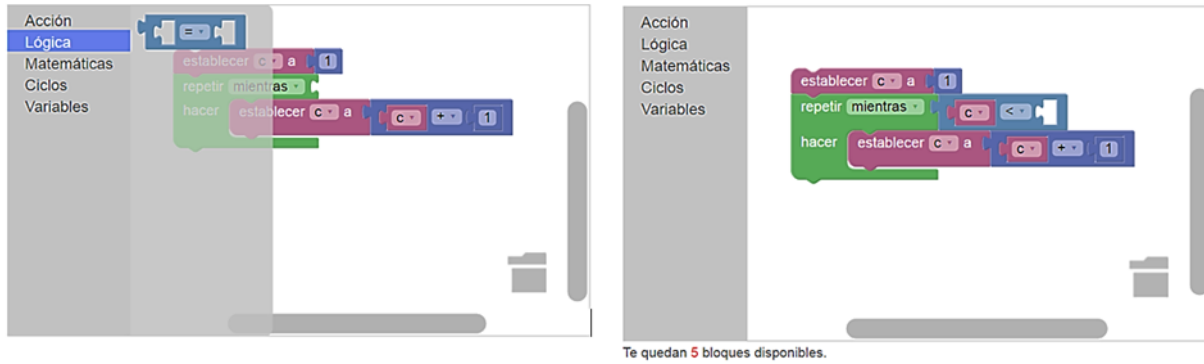 Acción
Lógica
Matemáticas
Ciclos
Variables
=
establecer c a 1
repetir mientras
hacer establecer c a c + 1
Acción
Lógica
Matemáticas
Ciclos
Variables
establecer c a 1
repetir mientras c <
hacer establecer c a c + 1
Te quedan 5 bloques disponibles.